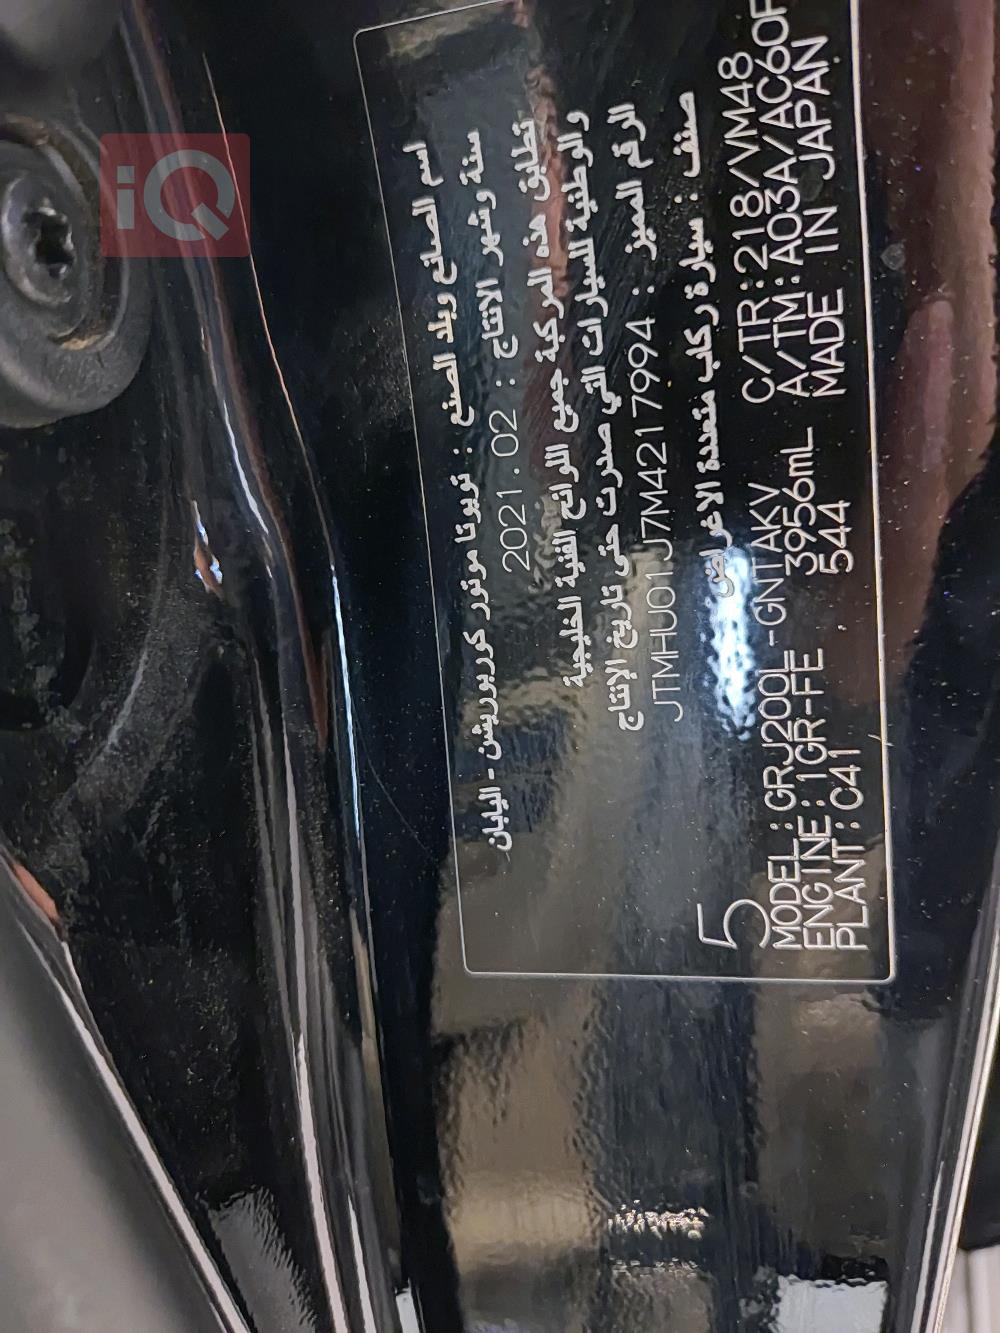 اسم الصانع وبلد الصنع : تويوتا موتور كوربوريشن - اليابان
سنة وشهر الانتاج : 2021.02
تطابق هذه المركبة جميع اللوائح الفنية الخليجية
والوطنية للسيارات التي صدرت حتى تاريخ الإنتاج
الرقم المميز : JTMHU01J7M4217994
صنف : سيارة ركاب متعددة الاغراض
5
MODEL:GRJ200L-GNTAKV C/TR:218/VM48
ENGINE:1GR-FE 3956mL A/TM:A03A/AC60F
PLANT:C41 544 MADE IN JAPAN
iQ